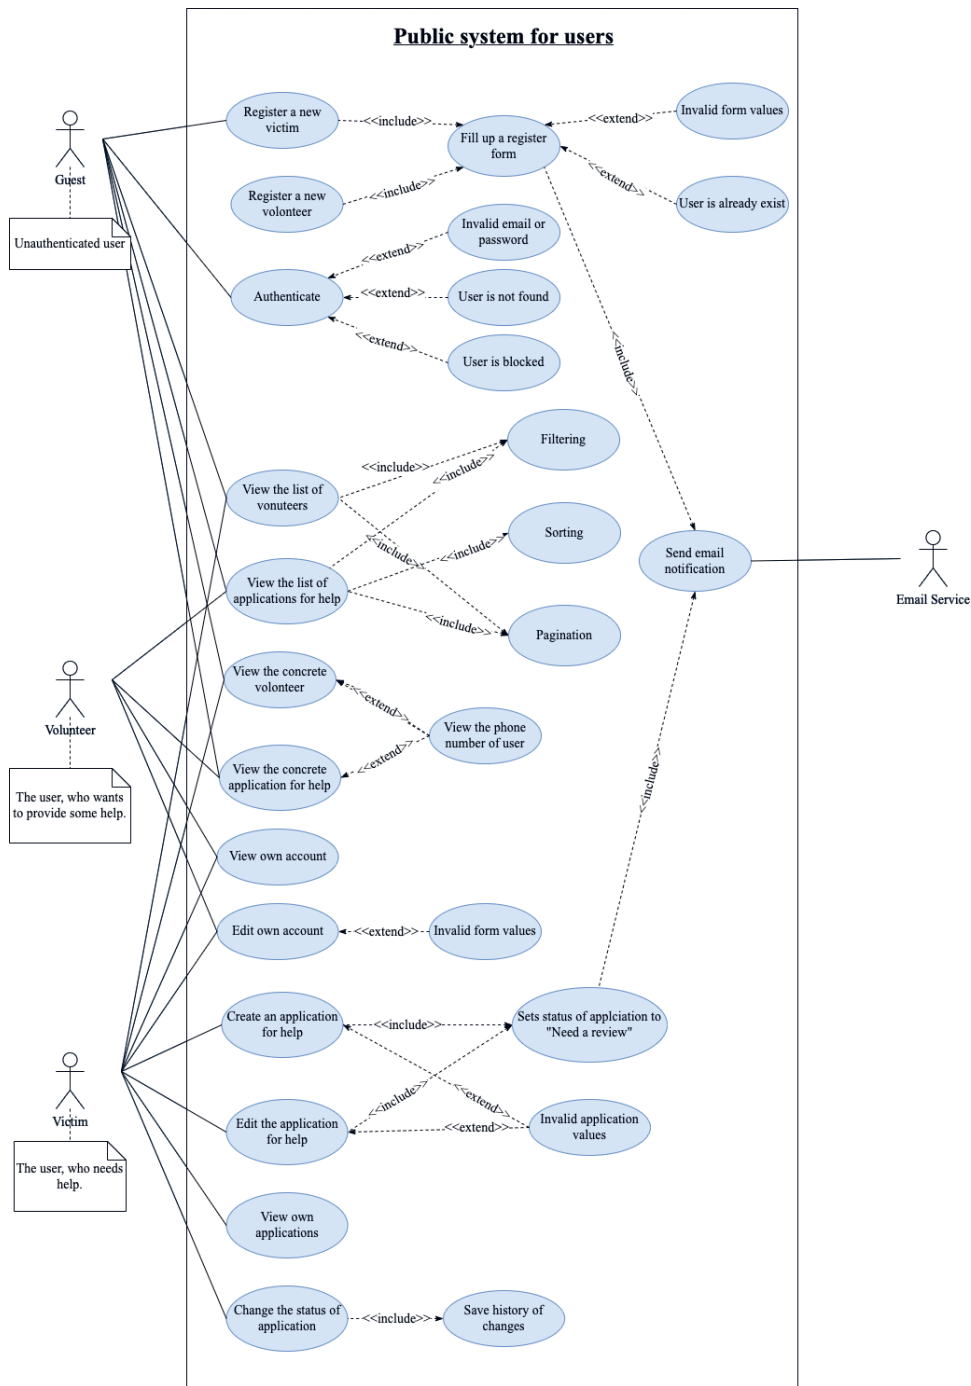 Public system for users
Register a new
victim
<<include>>
Fill up a register
form
<<extend>>
Invalid form values
Guest
Unauthenticated user
Register a new
volonteer
<<include>>
<<extend>>
User is already exist
Invalid email or
password
<<extend>>
Authenticate
<<extend>>
User is not found
<<extend>>
User is blocked
<<include>>
Filtering
<<include>>
<<include>>
View the list of
vonuteers
<<include>>
Sorting
<<include>>
View the list of
applications for help
<<include>>
Pagination
Send email
notification
Email Service
Volunteer
The user, who wants
to provide some help.
View the concrete
volonteer
<<extend>>
View the phone
number of user
<<extend>>
View the concrete
application for help
<<include>>
View own account
Edit own account
<<extend>>
Invalid form values
Create an application
for help
<<include>>
Sets status of applciation to
"Need a review"
Victim
The user, who needs
help.
<<include>>
<<extend>>
Edit the application
for help
<<extend>>
Invalid application
values
View own
applications
Change the status of
application
<<include>>
Save history of
changes